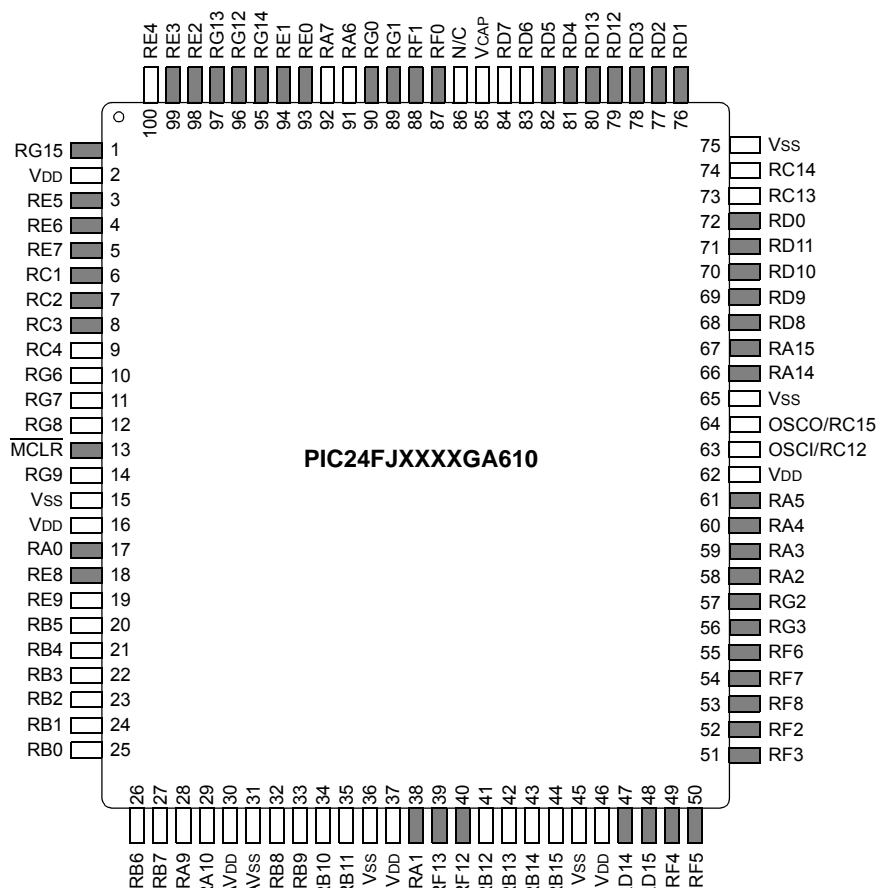 RE4 RE3 RE2 RG13 RG12 RG14 RE1 RE0 RA7 RA6 RG0 RG1 RF1 RF0 N/C VCAP RD7 RD6 RD5 RD4 RD13 RD12 RD3 RD2 RD1
100 99 98 97 96 95 94 93 92 91 90 89 88 87 86 85 84 83 82 81 80 79 78 77 76
RG15 1
VDD 2
RE5 3
RE6 4
RE7 5
RC1 6
RC2 7
RC3 8
RC4 9
RG6 10
RG7 11
RG8 12
MCLR 13
RG9 14
VSS 15
VDD 16
RA0 17
RE8 18
RE9 19
RB5 20
RB4 21
RB3 22
RB2 23
RB1 24
RB0 25
PIC24FJXXXXGA610
75 VSS
74 RC14
73 RC13
72 RD0
71 RD11
70 RD10
69 RD9
68 RD8
67 RA15
66 RA14
65 VSS
64 OSCO/RC15
63 OSCI/RC12
62 VDD
61 RA5
60 RA4
59 RA3
58 RA2
57 RG2
56 RG3
55 RF6
54 RF7
53 RF8
52 RF2
51 RF3
26 27 28 29 30 31 32 33 34 35 36 37 38 39 40 41 42 43 44 45 46 47 48 49 50
RB6 RB7 RA9 RA10 AVDD AVSS RB8 RB9 RB10 RB11 VSS VDD RA1 RF13 RF12 RB12 RB13 RB14 RB15 VSS VDD RD14 RD15 RF4 RF5